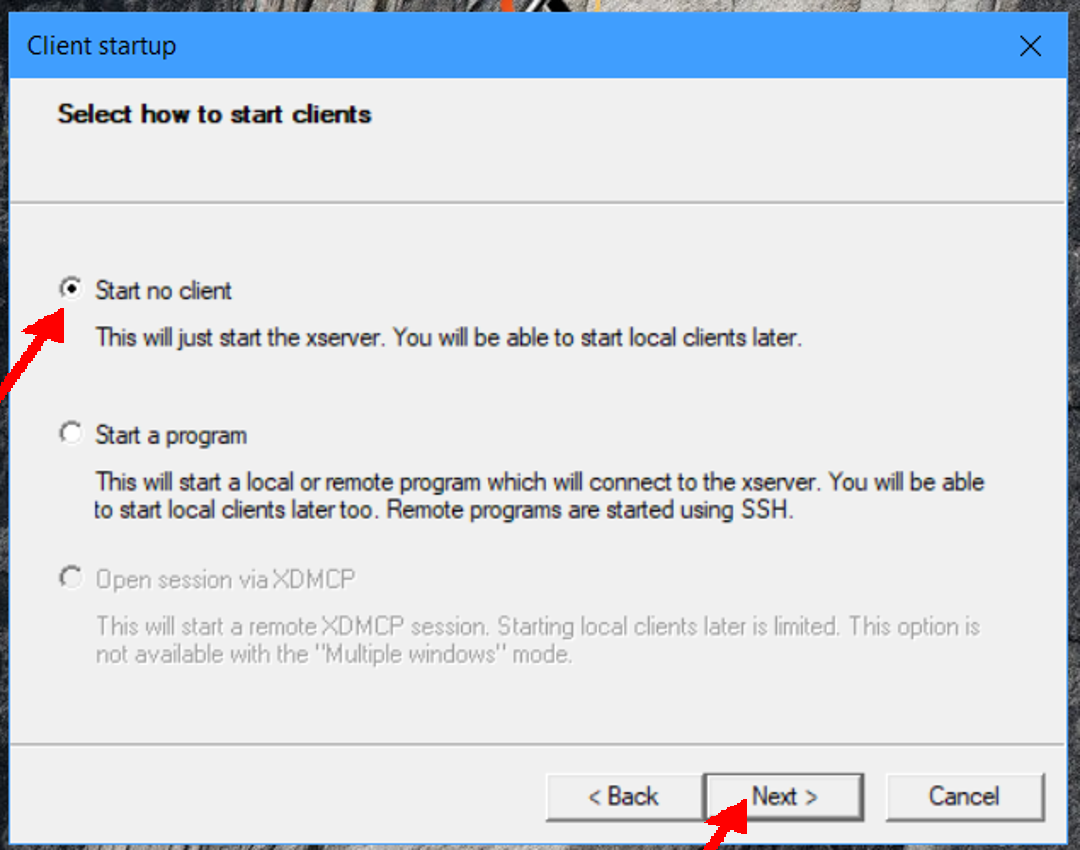 Client startup
Select how to start clients
Start no client
This will just start the xserver. You will be able to start local clients later.
Start a program
This will start a local or remote program which will connect to the xserver. You will be able
to start local clients later too. Remote programs are started using SSH.
Open session via XDMCP
This will start a remote XDMCP session. Starting local clients later is limited. This option is
not available with the "Multiple windows" mode.
< Back Next > Cancel